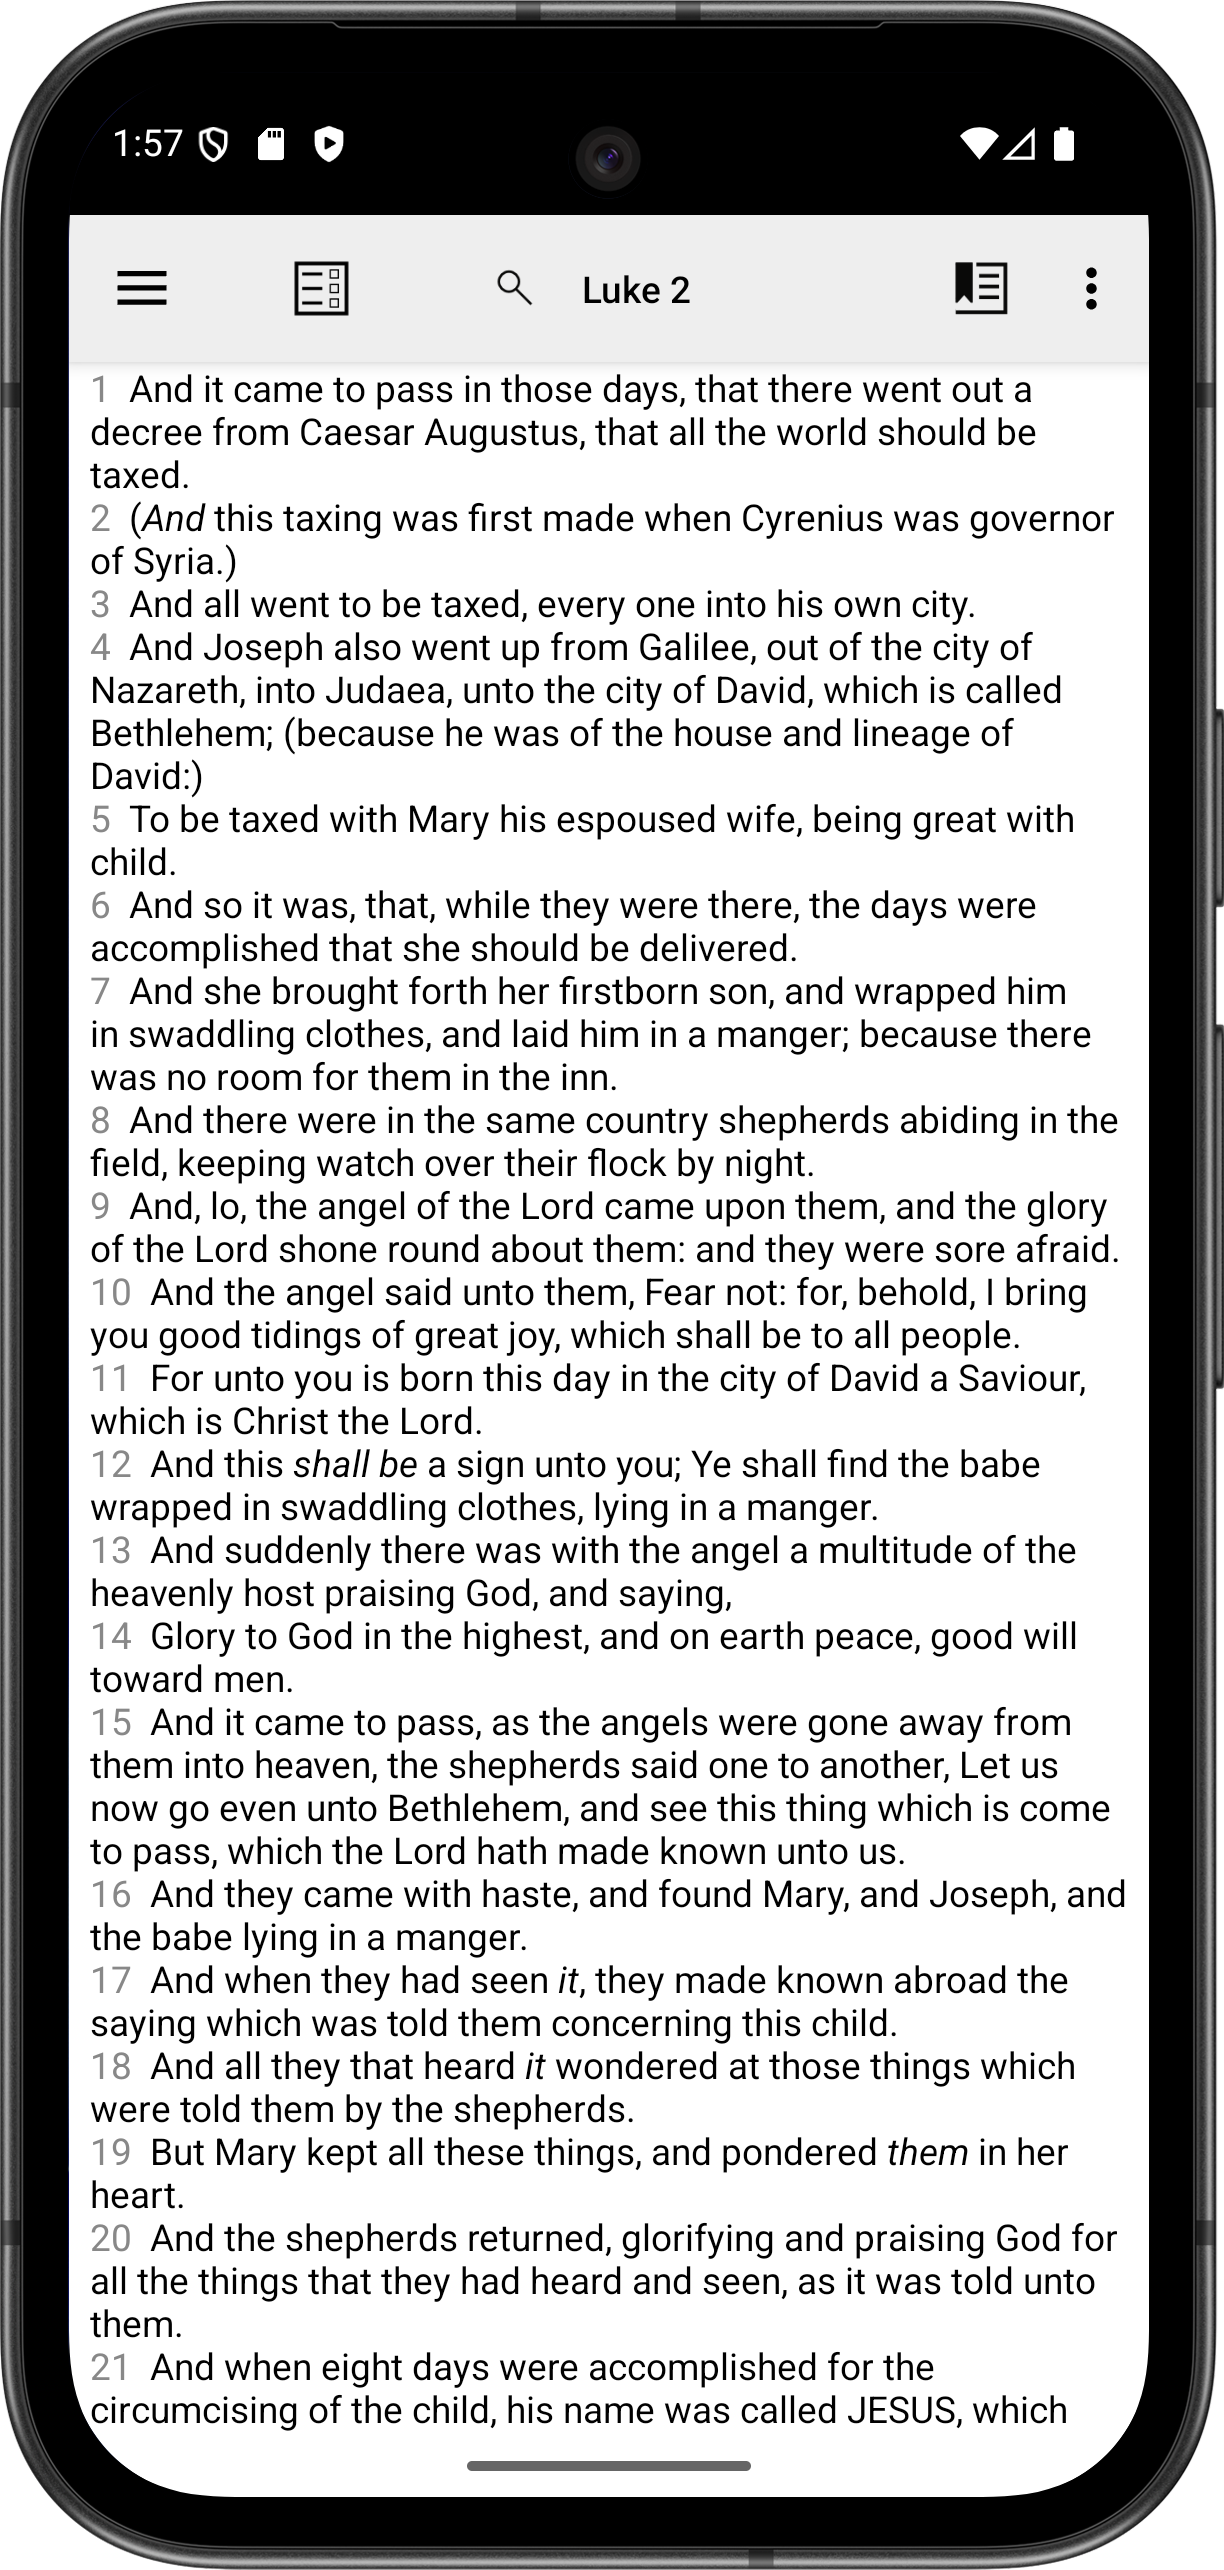 1:57
Luke 2
1 And it came to pass in those days, that there went out a
decree from Caesar Augustus, that all the world should be
taxed.
2 (And this taxing was first made when Cyrenius was governor
of Syria.)
3 And all went to be taxed, every one into his own city.
4 And Joseph also went up from Galilee, out of the city of
Nazareth, into Judaea, unto the city of David, which is called
Bethlehem; (because he was of the house and lineage of
David:)
5 To be taxed with Mary his espoused wife, being great with
child.
6 And so it was, that, while they were there, the days were
accomplished that she should be delivered.
7 And she brought forth her firstborn son, and wrapped him
in swaddling clothes, and laid him in a manger; because there
was no room for them in the inn.
8 And there were in the same country shepherds abiding in the
field, keeping watch over their flock by night.
9 And, lo, the angel of the Lord came upon them, and the glory
of the Lord shone round about them: and they were sore afraid.
10 And the angel said unto them, Fear not: for, behold, I bring
you good tidings of great joy, which shall be to all people.
11 For unto you is born this day in the city of David a Saviour,
which is Christ the Lord.
12 And this shall be a sign unto you; Ye shall find the babe
wrapped in swaddling clothes, lying in a manger.
13 And suddenly there was with the angel a multitude of the
heavenly host praising God, and saying,
14 Glory to God in the highest, and on earth peace, good will
toward men.
15 And it came to pass, as the angels were gone away from
them into heaven, the shepherds said one to another, Let us
now go even unto Bethlehem, and see this thing which is come
to pass, which the Lord hath made known unto us.
16 And they came with haste, and found Mary, and Joseph, and
the babe lying in a manger.
17 And when they had seen it, they made known abroad the
saying which was told them concerning this child.
18 And all they that heard it wondered at those things which
were told them by the shepherds.
19 But Mary kept all these things, and pondered them in her
heart.
20 And the shepherds returned, glorifying and praising God for
all the things that they had heard and seen, as it was told unto
them.
21 And when eight days were accomplished for the
circumcising of the child, his name was called JESUS, which